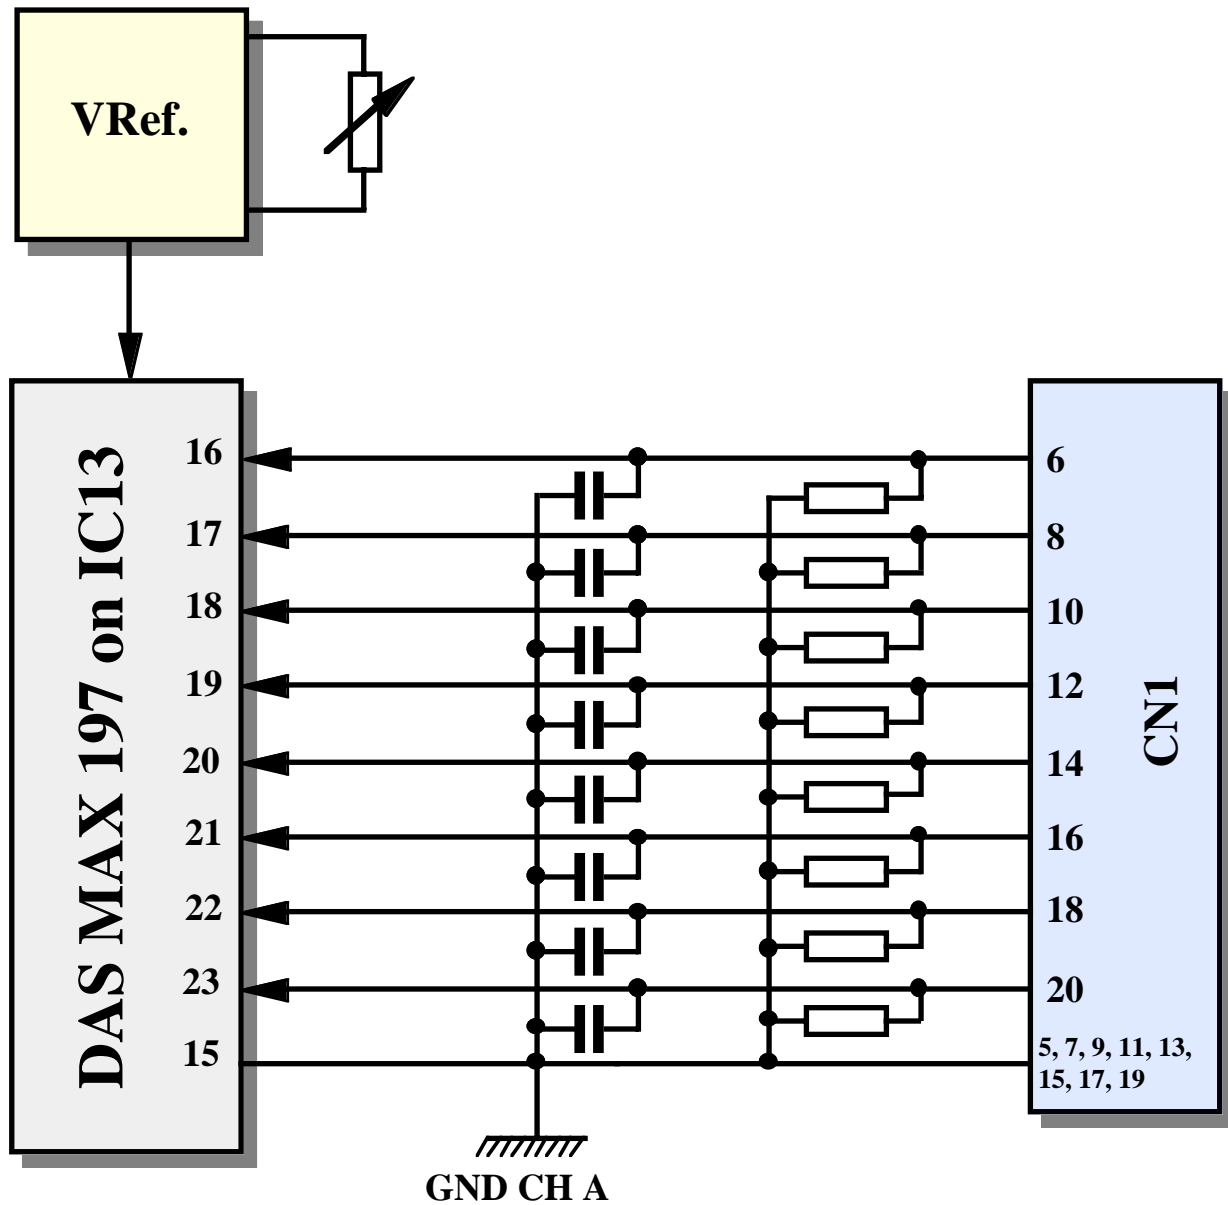 VRef.
DAS MAX 197 on IC13
16
17
18
19
20
21
22
23
15
6
8
10
12
14
16
18
20
5, 7, 9, 11, 13,
15, 17, 19
CN1
GND CH A